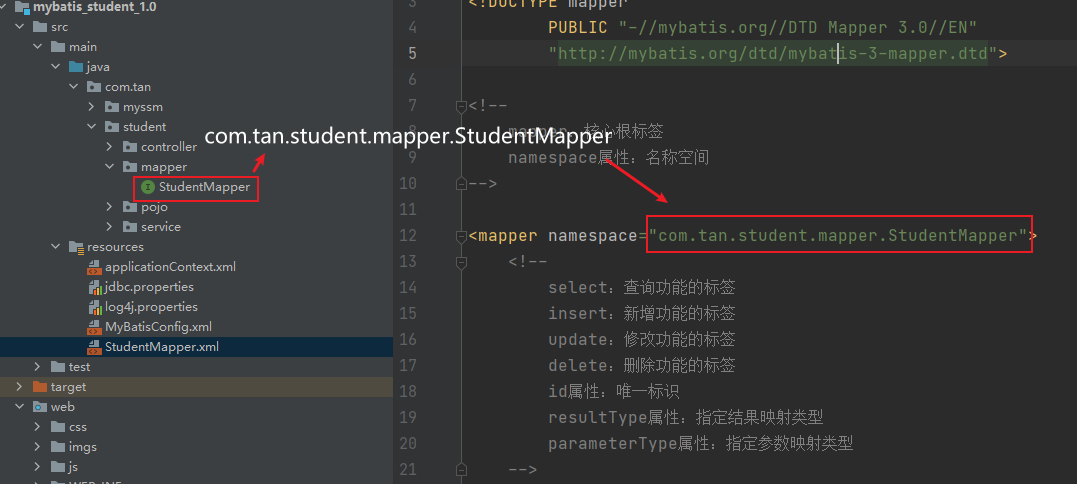 mybatis_student_1.0
src
main
java
com.tan
myssm
student
controller
mapper
StudentMapper
pojo
service
resources
applicationContext.xml
jdbc.properties
log4j.properties
MyBatisConfig.xml
StudentMapper.xml
test
target
web
css
imgs
js
com.tan.student.mapper.StudentMapper
3 <!DOCTYPE mapper
4 PUBLIC "-//mybatis.org//DTD Mapper 3.0//EN"
5 "http://mybatis.org/dtd/mybatis-3-mapper.dtd">
6
7 <!--
核心根标签
9 namespace属性：名称空间
10 -->
11
12 <mapper namespace="com.tan.student.mapper.StudentMapper">
13 <!--
14 select：查询功能的标签
15 insert：新增功能的标签
16 update：修改功能的标签
17 delete：删除功能的标签
18 id属性：唯一标识
19 resultType属性：指定结果映射类型
20 parameterType属性：指定参数映射类型
21 -->